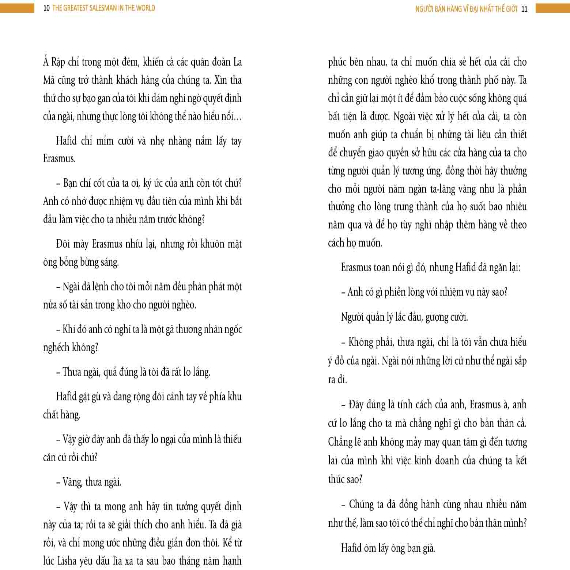 10 THE GREATEST SALESMAN IN THE WORLD
Ả Rập chỉ trong một đêm, khiến cả các quân đoàn La
Mã cũng trở thành khách hàng của chúng ta. Xin tha
thứ cho sự bạo gan của tôi khi dám nghi ngờ quyết định
của ngài, nhưng thực lòng tôi không thể nào hiểu nổi...
Hafid chỉ mỉm cười và nhẹ nhàng nắm lấy tay
Erasmus.
– Bạn chí cốt của ta ơi, ký ức của anh còn tốt chứ?
Anh có nhớ được nhiệm vụ đầu tiên của mình khi bắt
đầu làm việc cho ta nhiều năm trước không?
Đôi mày Erasmus nhíu lại, nhưng rồi khuôn mặt
ông bỗng bừng sáng.
– Ngài đã lệnh cho tôi mỗi năm đều phân phát một
nửa số tài sản trong kho cho người nghèo.
– Khi đó anh có nghĩ ta là một gã thương nhân ngốc
nghếch không?
– Thưa ngài, quả đúng là tôi đã rất lo lắng.
Hafid gật gù và dang rộng đôi cánh tay về phía khu
chất hàng.
– Vậy giờ đây anh đã thấy lo ngại của mình là thiếu
căn cứ rồi chứ?
– Vâng, thưa ngài.
– Vậy thì ta mong anh hãy tin tưởng quyết định
này của ta; rồi ta sẽ giải thích cho anh hiểu. Ta đã già
rồi, và chỉ mong ước những điều giản đơn thôi. Kể từ
lúc Lisha yêu dấu lìa xa ta sau bao tháng năm hạnh
NGƯỜI BÁN HÀNG VĨ ĐẠI NHẤT THẾ GIỚI 11
phúc bên nhau, ta chỉ muốn chia sẻ hết của cải cho
những con người nghèo khổ trong thành phố này. Ta
chỉ cần giữ lại một ít để đảm bảo cuộc sống không quá
bất tiện là được. Ngoài việc xử lý hết của cải, ta còn
muốn anh giúp ta chuẩn bị những tài liệu cần thiết
để chuyển giao quyền sở hữu các cửa hàng của ta cho
từng người quản lý tương ứng, đồng thời hãy thưởng
cho mỗi người năm ngàn ta-lăng vàng như là phần
thưởng cho lòng trung thành của họ suốt bao nhiêu
năm qua và để họ tùy nghi nhập thêm hàng về theo
cách họ muốn.
Erasmus toan nói gì đó, nhưng Hafid đã ngăn lại:
– Anh có gì phiền lòng với nhiệm vụ này sao?
Người quản lý lắc đầu, gượng cười.
– Không phải, thưa ngài, chỉ là tôi vẫn chưa hiểu
ý đồ của ngài. Ngài nói những lời cứ như thể ngài sắp
ra đi.
– Đây đúng là tính cách của anh, Erasmus à, anh
cứ lo lắng cho ta mà chẳng nghĩ gì cho bản thân cả.
Chẳng lẽ anh không mảy may quan tâm gì đến tương
lai của mình khi việc kinh doanh của chúng ta kết
thúc sao?
– Chúng ta đã đồng hành cùng nhau nhiều năm
như thế, làm sao tôi có thể chỉ nghĩ cho bản thân mình?
Hafid ôm lấy ông bạn già.